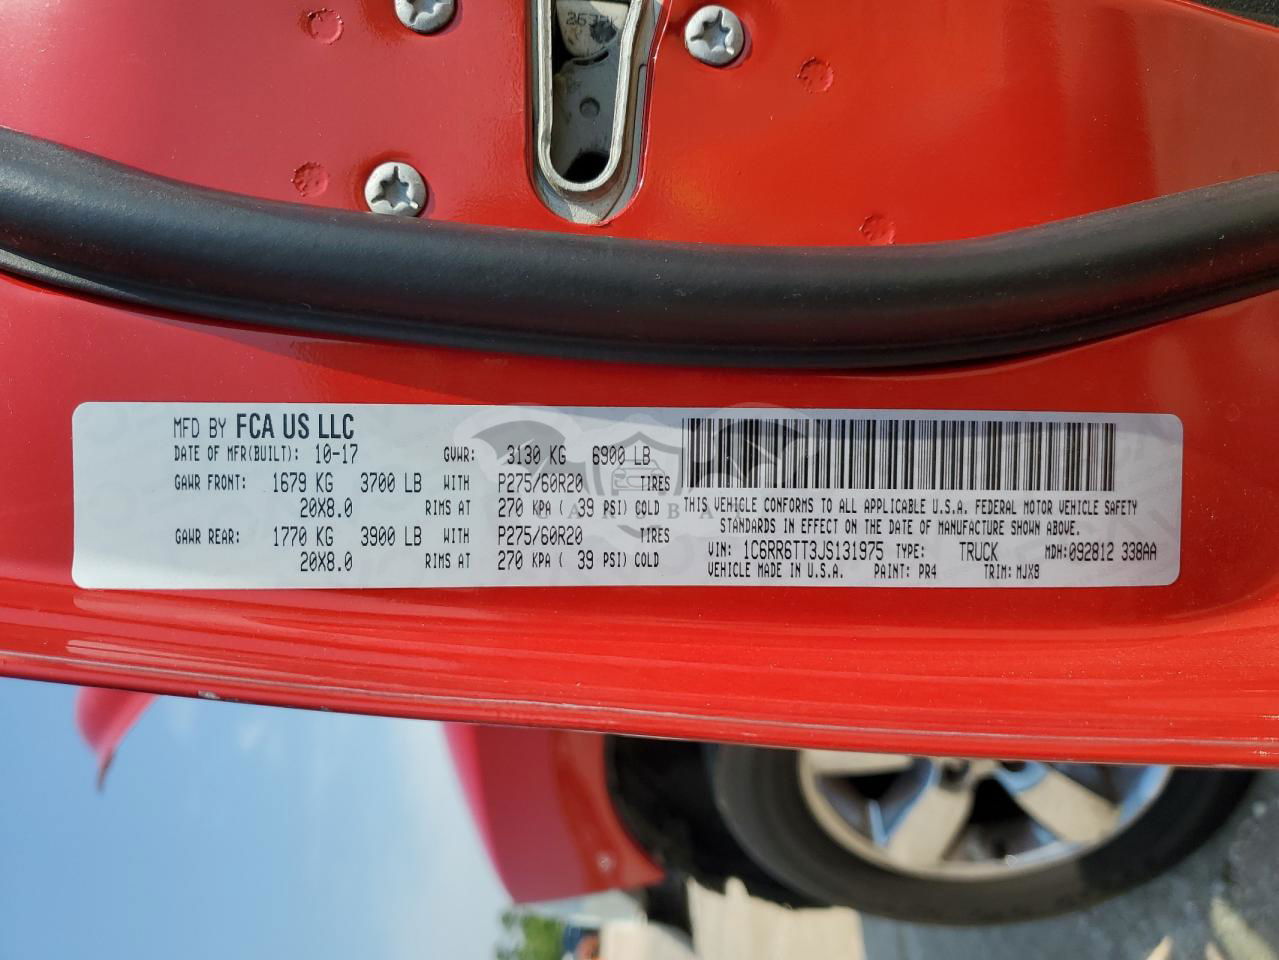 MFD BY FCA US LLC
DATE OF MFR(BUILT): 10-17 GVWR: 3130 KG 6900 LB
GAWR FRONT: 1679 KG 3700 LB WITH P275/60R20 TIRES
20X8.0 RIMS AT 270 KPA ( 39 PSI) COLD
GAWR REAR: 1770 KG 3900 LB WITH P275/60R20 TIRES
20X8.0 RIMS AT 270 KPA ( 39 PSI) COLD
THIS VEHICLE CONFORMS TO ALL APPLICABLE U.S.A. FEDERAL MOTOR VEHICLE SAFETY
STANDARDS IN EFFECT ON THE DATE OF MANUFACTURE SHOWN ABOVE.
VIN: 1C6RR6TT3JS131975 TYPE: TRUCK MDH:092812 338AA
VEHICLE MADE IN U.S.A. PAINT: PR4 TRIM: MJX8